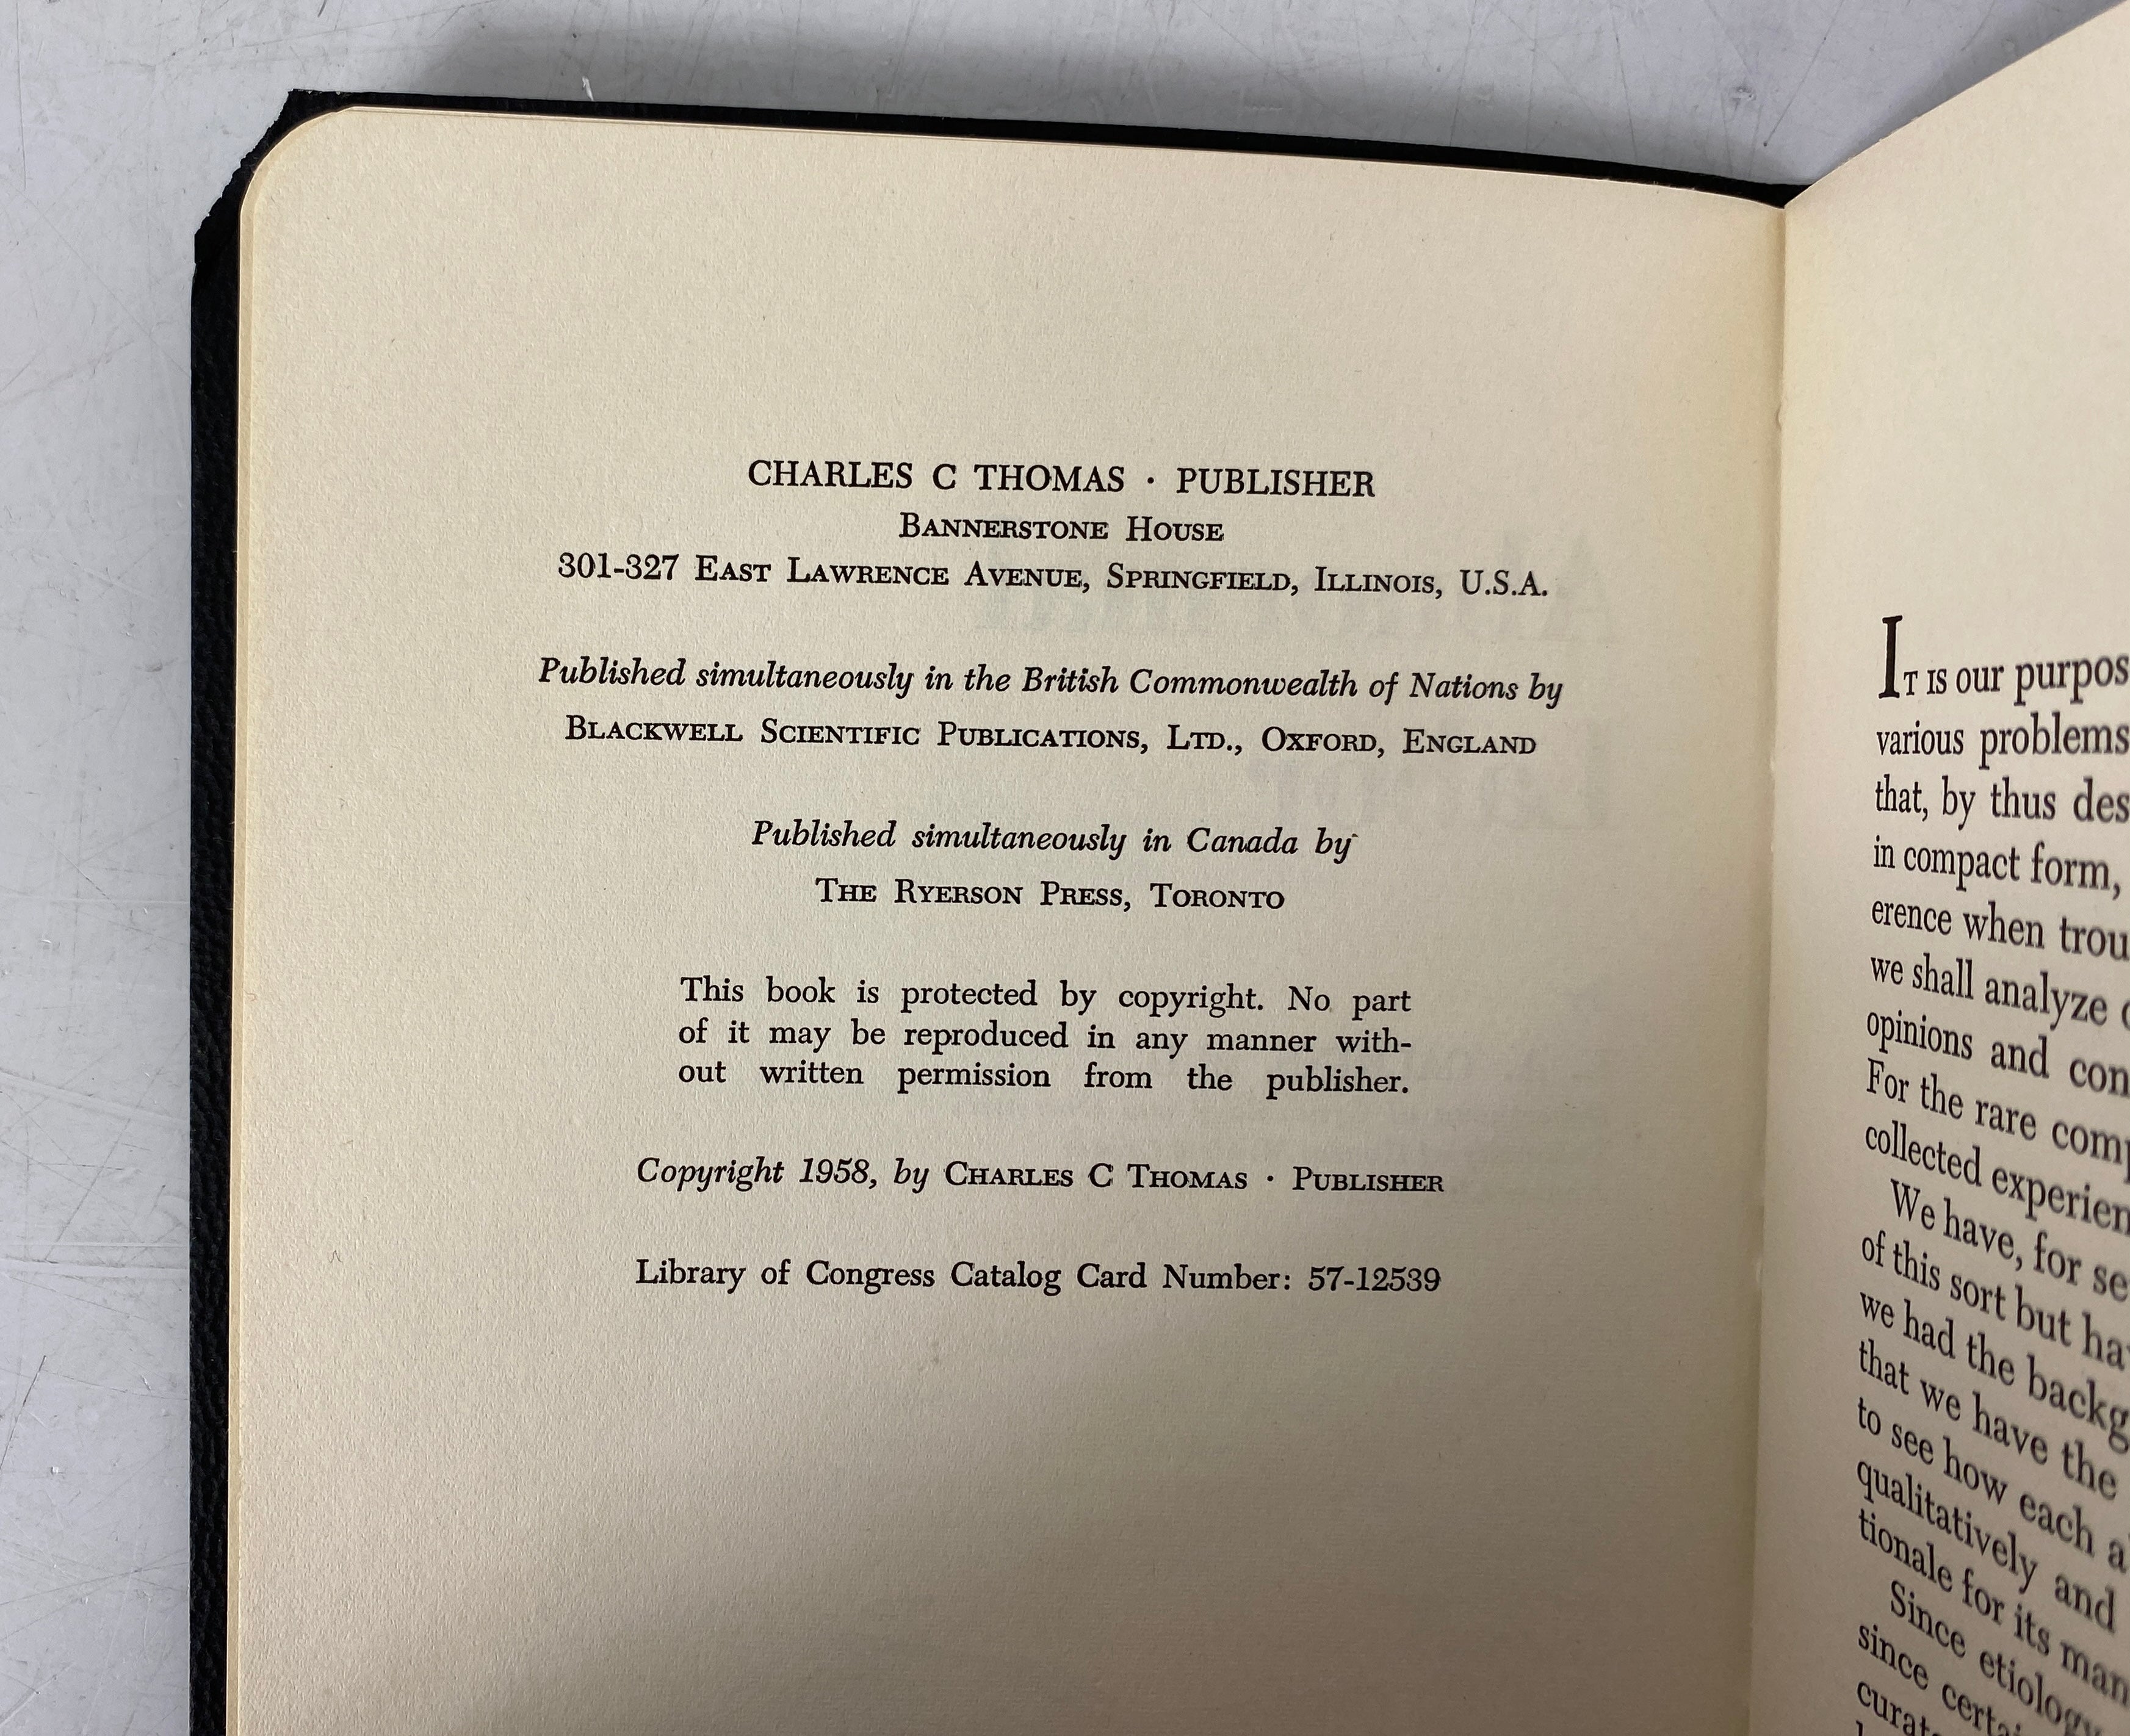 CHARLES C THOMAS · PUBLISHER
BANNERSTONE HOUSE
301-327 EAST LAWRENCE AVENUE, SPRINGFIELD, ILLINOIS, U.S.A.
Published simultaneously in the British Commonwealth of Nations by
BLACKWELL SCIENTIFIC PUBLICATIONS, LTD., OXFORD, ENGLAND
Published simultaneously in Canada by
THE RYERSON PRESS, TORONTO
This book is protected by copyright. No part
of it may be reproduced in any manner with-
out written permission from the publisher.
Copyright 1958, by CHARLES C THOMAS · PUBLISHER
Library of Congress Catalog Card Number: 57-12539
IT IS our purpos
various problems
that, by thus des
in compact form,
erence when trou
we shall analyze
opinions and con
For the rare comp
collected experien
We have, for se
of this sort but ha
we had the backg
that we have the
to see how each a
qualitatively and
tionale for its man
Since etiology
since certai
curat